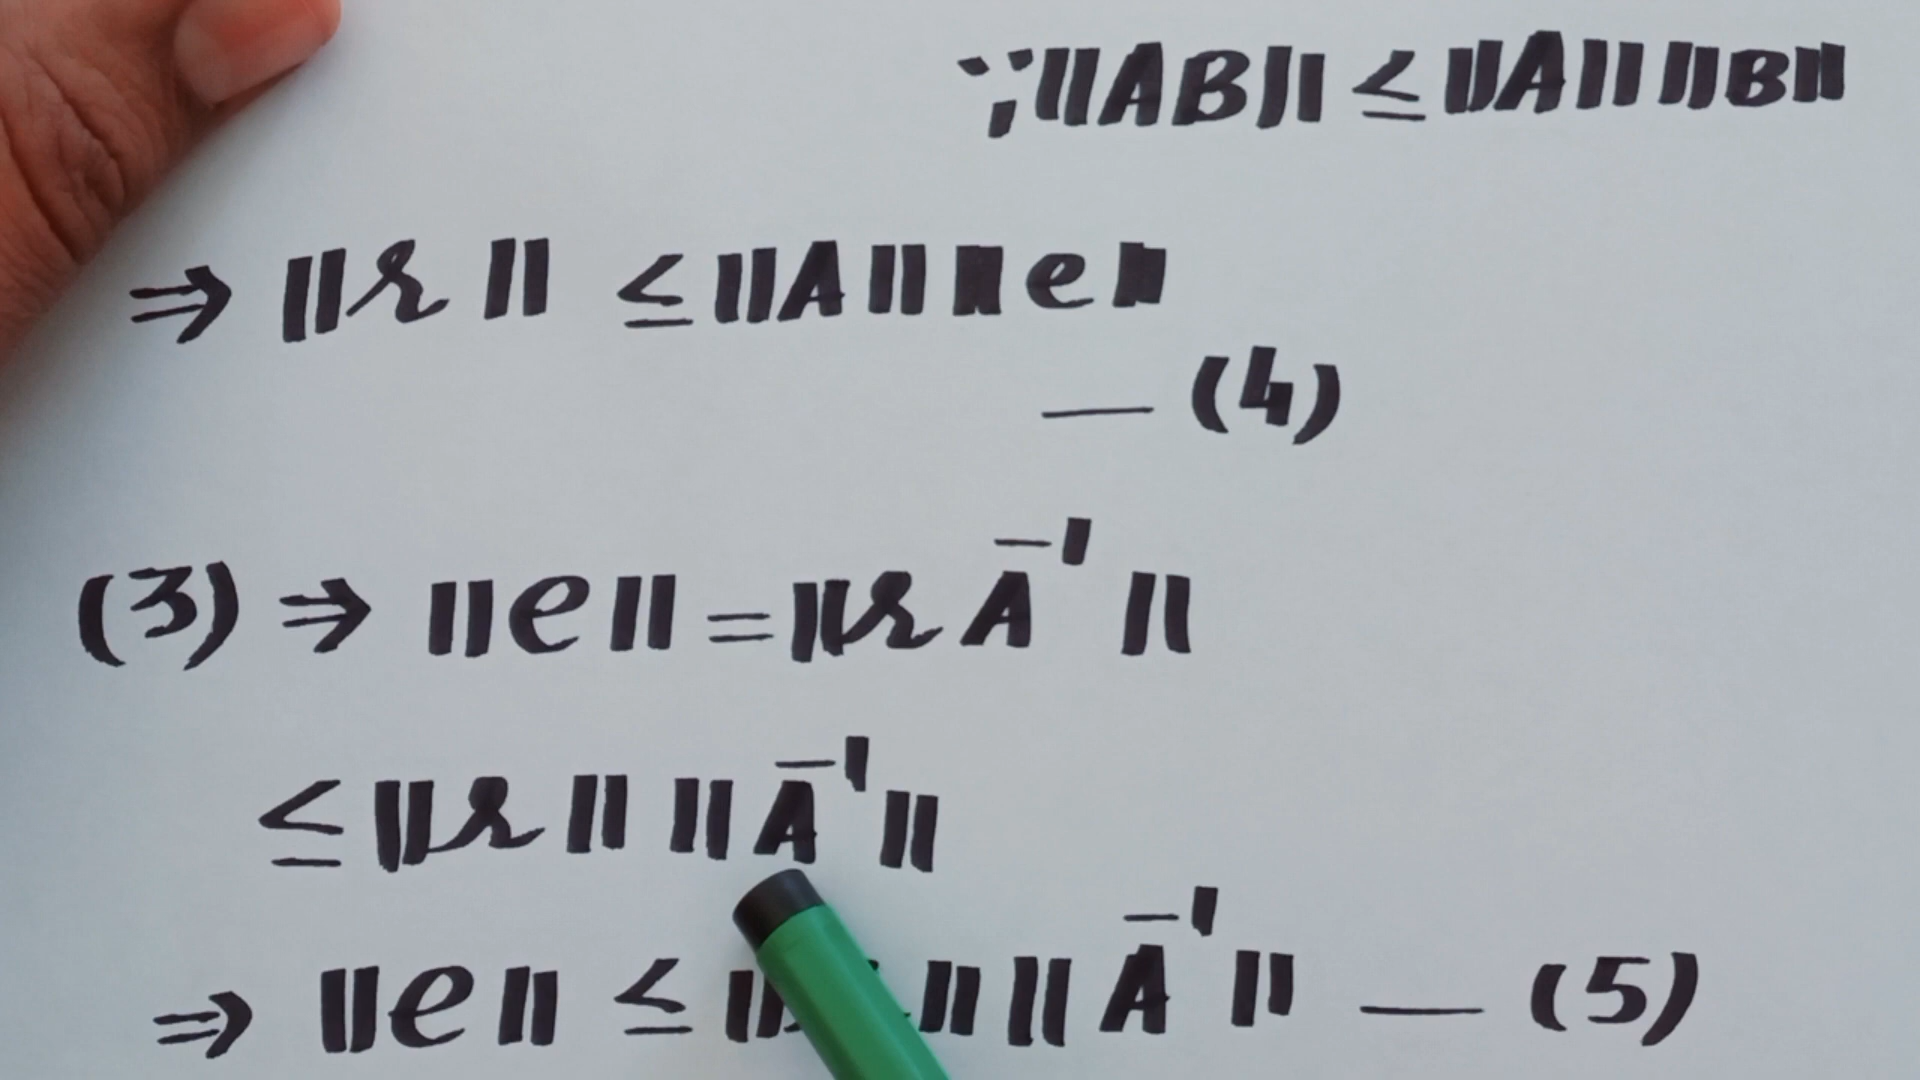 ∵ ||AB|| ≤ ||A|| ||B||
⇒ ||r|| ≤ ||A|| ||e||
— (4)
(3) ⇒ ||e|| = ||r A⁻¹||
≤ ||r|| ||A⁻¹||
⇒ ||e|| ≤ || || ||A⁻¹|| — (5)